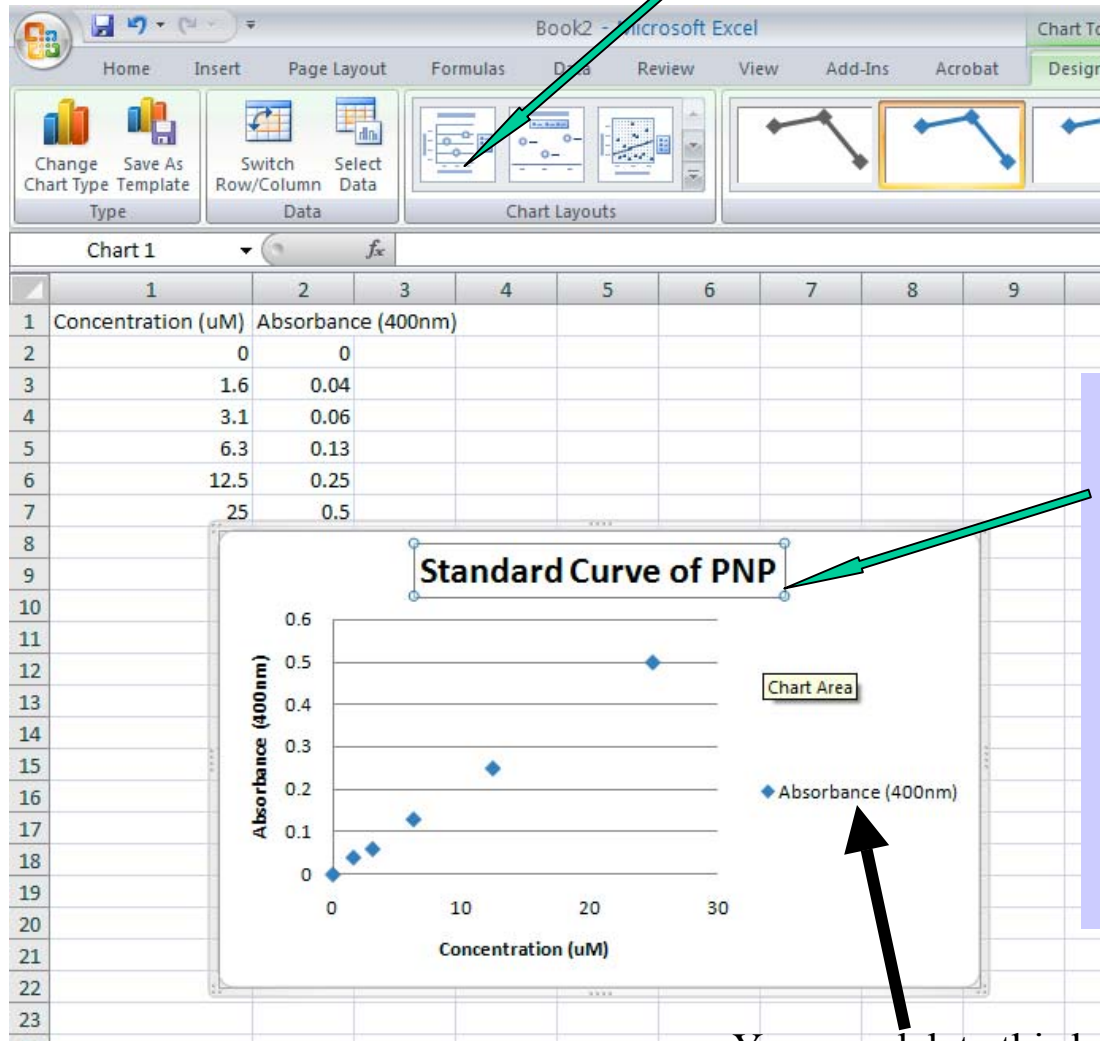 Book2 - Microsoft Excel
Chart To
Home Insert Page Layout Formulas Data Review View Add-Ins Acrobat Design
Change Chart Type
Save As Template
Switch Row/Column
Select Data
Type
Data
Chart Layouts
Chart 1
fx
1 2 3 4 5 6 7 8 9
1 Concentration (uM) Absorbance (400nm)
2 0 0
3 1.6 0.04
4 3.1 0.06
5 6.3 0.13
6 12.5 0.25
7 25 0.5
8
9
10
11
12
13
14
15
16
17
18
19
20
21
22
23
Standard Curve of PNP
0.6
0.5
0.4
0.3
0.2
0.1
0
Absorbance (400nm)
0 10 20 30
Concentration (uM)
Chart Area
Absorbance (400nm)